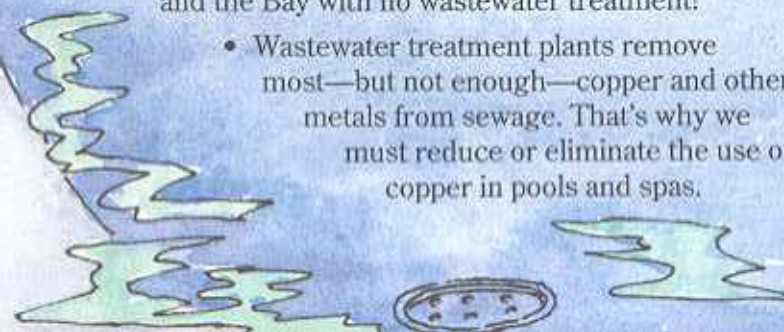 and the Bay with no wastewater treatment!
• Wastewater treatment plants remove
most—but not enough—copper and other
metals from sewage. That's why we
must reduce or eliminate the use o
copper in pools and spas.